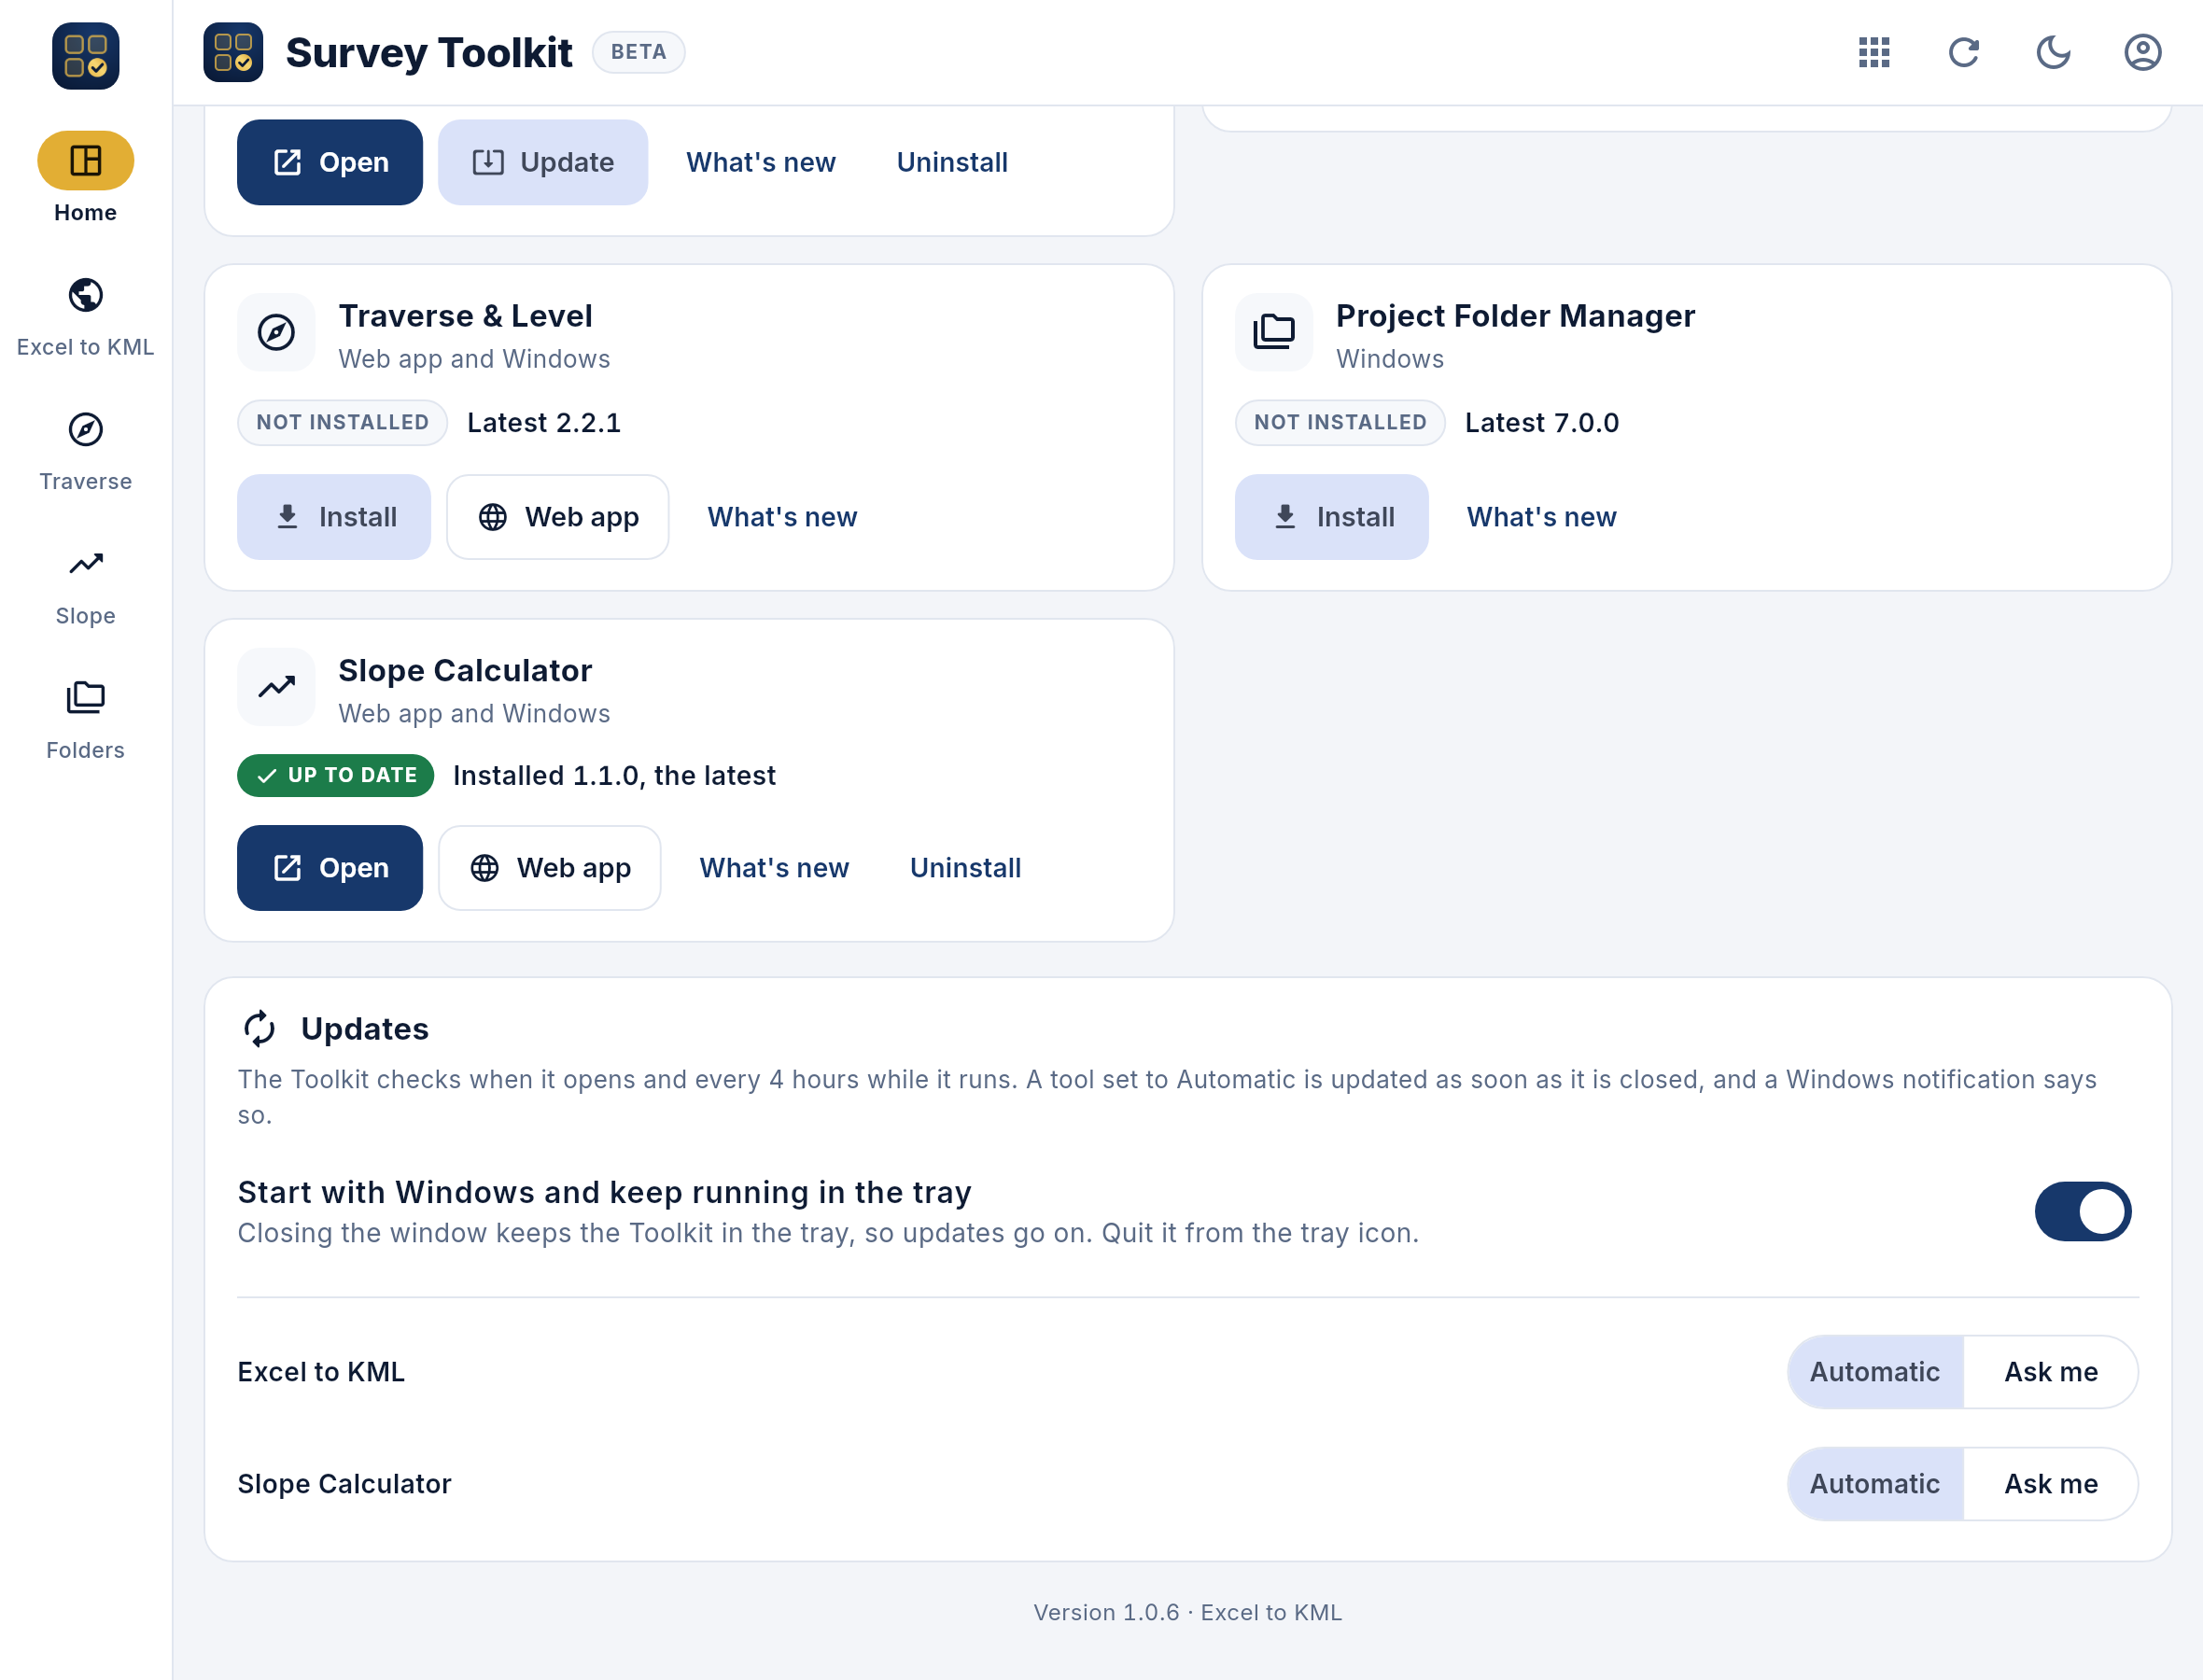 Survey Toolkit BETA
Home
Excel to KML
Traverse
Slope
Folders
Open Update What's new Uninstall
Traverse & Level
Web app and Windows
NOT INSTALLED Latest 2.2.1
Install Web app What's new
Project Folder Manager
Windows
NOT INSTALLED Latest 7.0.0
Install What's new
Slope Calculator
Web app and Windows
UP TO DATE Installed 1.1.0, the latest
Open Web app What's new Uninstall
Updates
The Toolkit checks when it opens and every 4 hours while it runs. A tool set to Automatic is updated as soon as it is closed, and a Windows notification says
so.
Start with Windows and keep running in the tray
Closing the window keeps the Toolkit in the tray, so updates go on. Quit it from the tray icon.
Excel to KML Automatic Ask me
Slope Calculator Automatic Ask me
Version 1.0.6 · Excel to KML